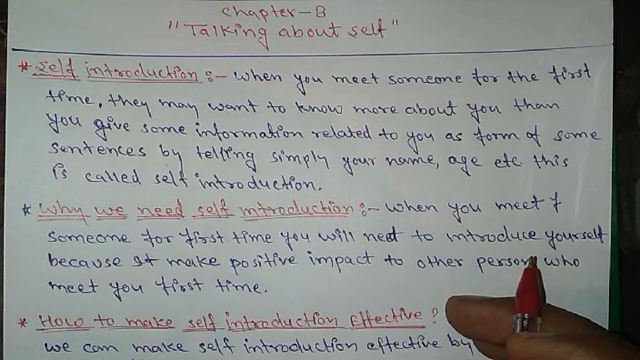 Chapter-B
"Talking about self"
* Self introduction :- when you meet someone for the first
time, they may want to know more about you than
you give some information related to you as form of some
sentences by telling simply your name, age etc this
is called self introduction.
* Why we need self introduction :- when you meet
someone for first time you will need to introduce yourself
because It make positive impact to other person who
meet you first time.
* How to make self introduction Effective?
we can make self introduction effective by